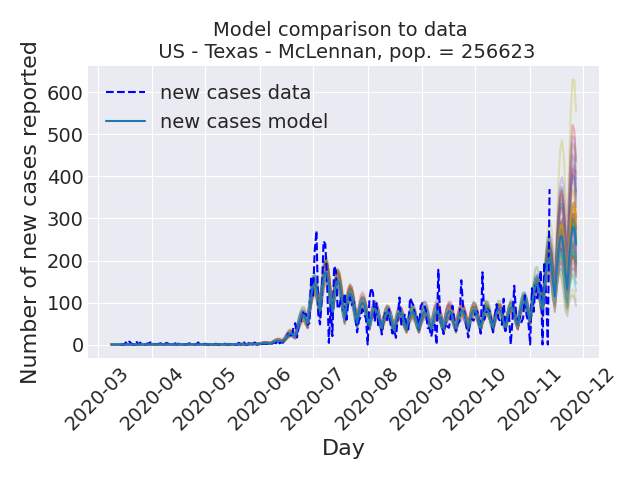 Model comparison to data
US - Texas - McLennan, pop. = 256623
new cases data
new cases model
Number of new cases reported
600
500
400
300
200
100
0
2020-03
2020-04
2020-05
2020-06
2020-07
2020-08
2020-09
2020-10
2020-11
2020-12
Day